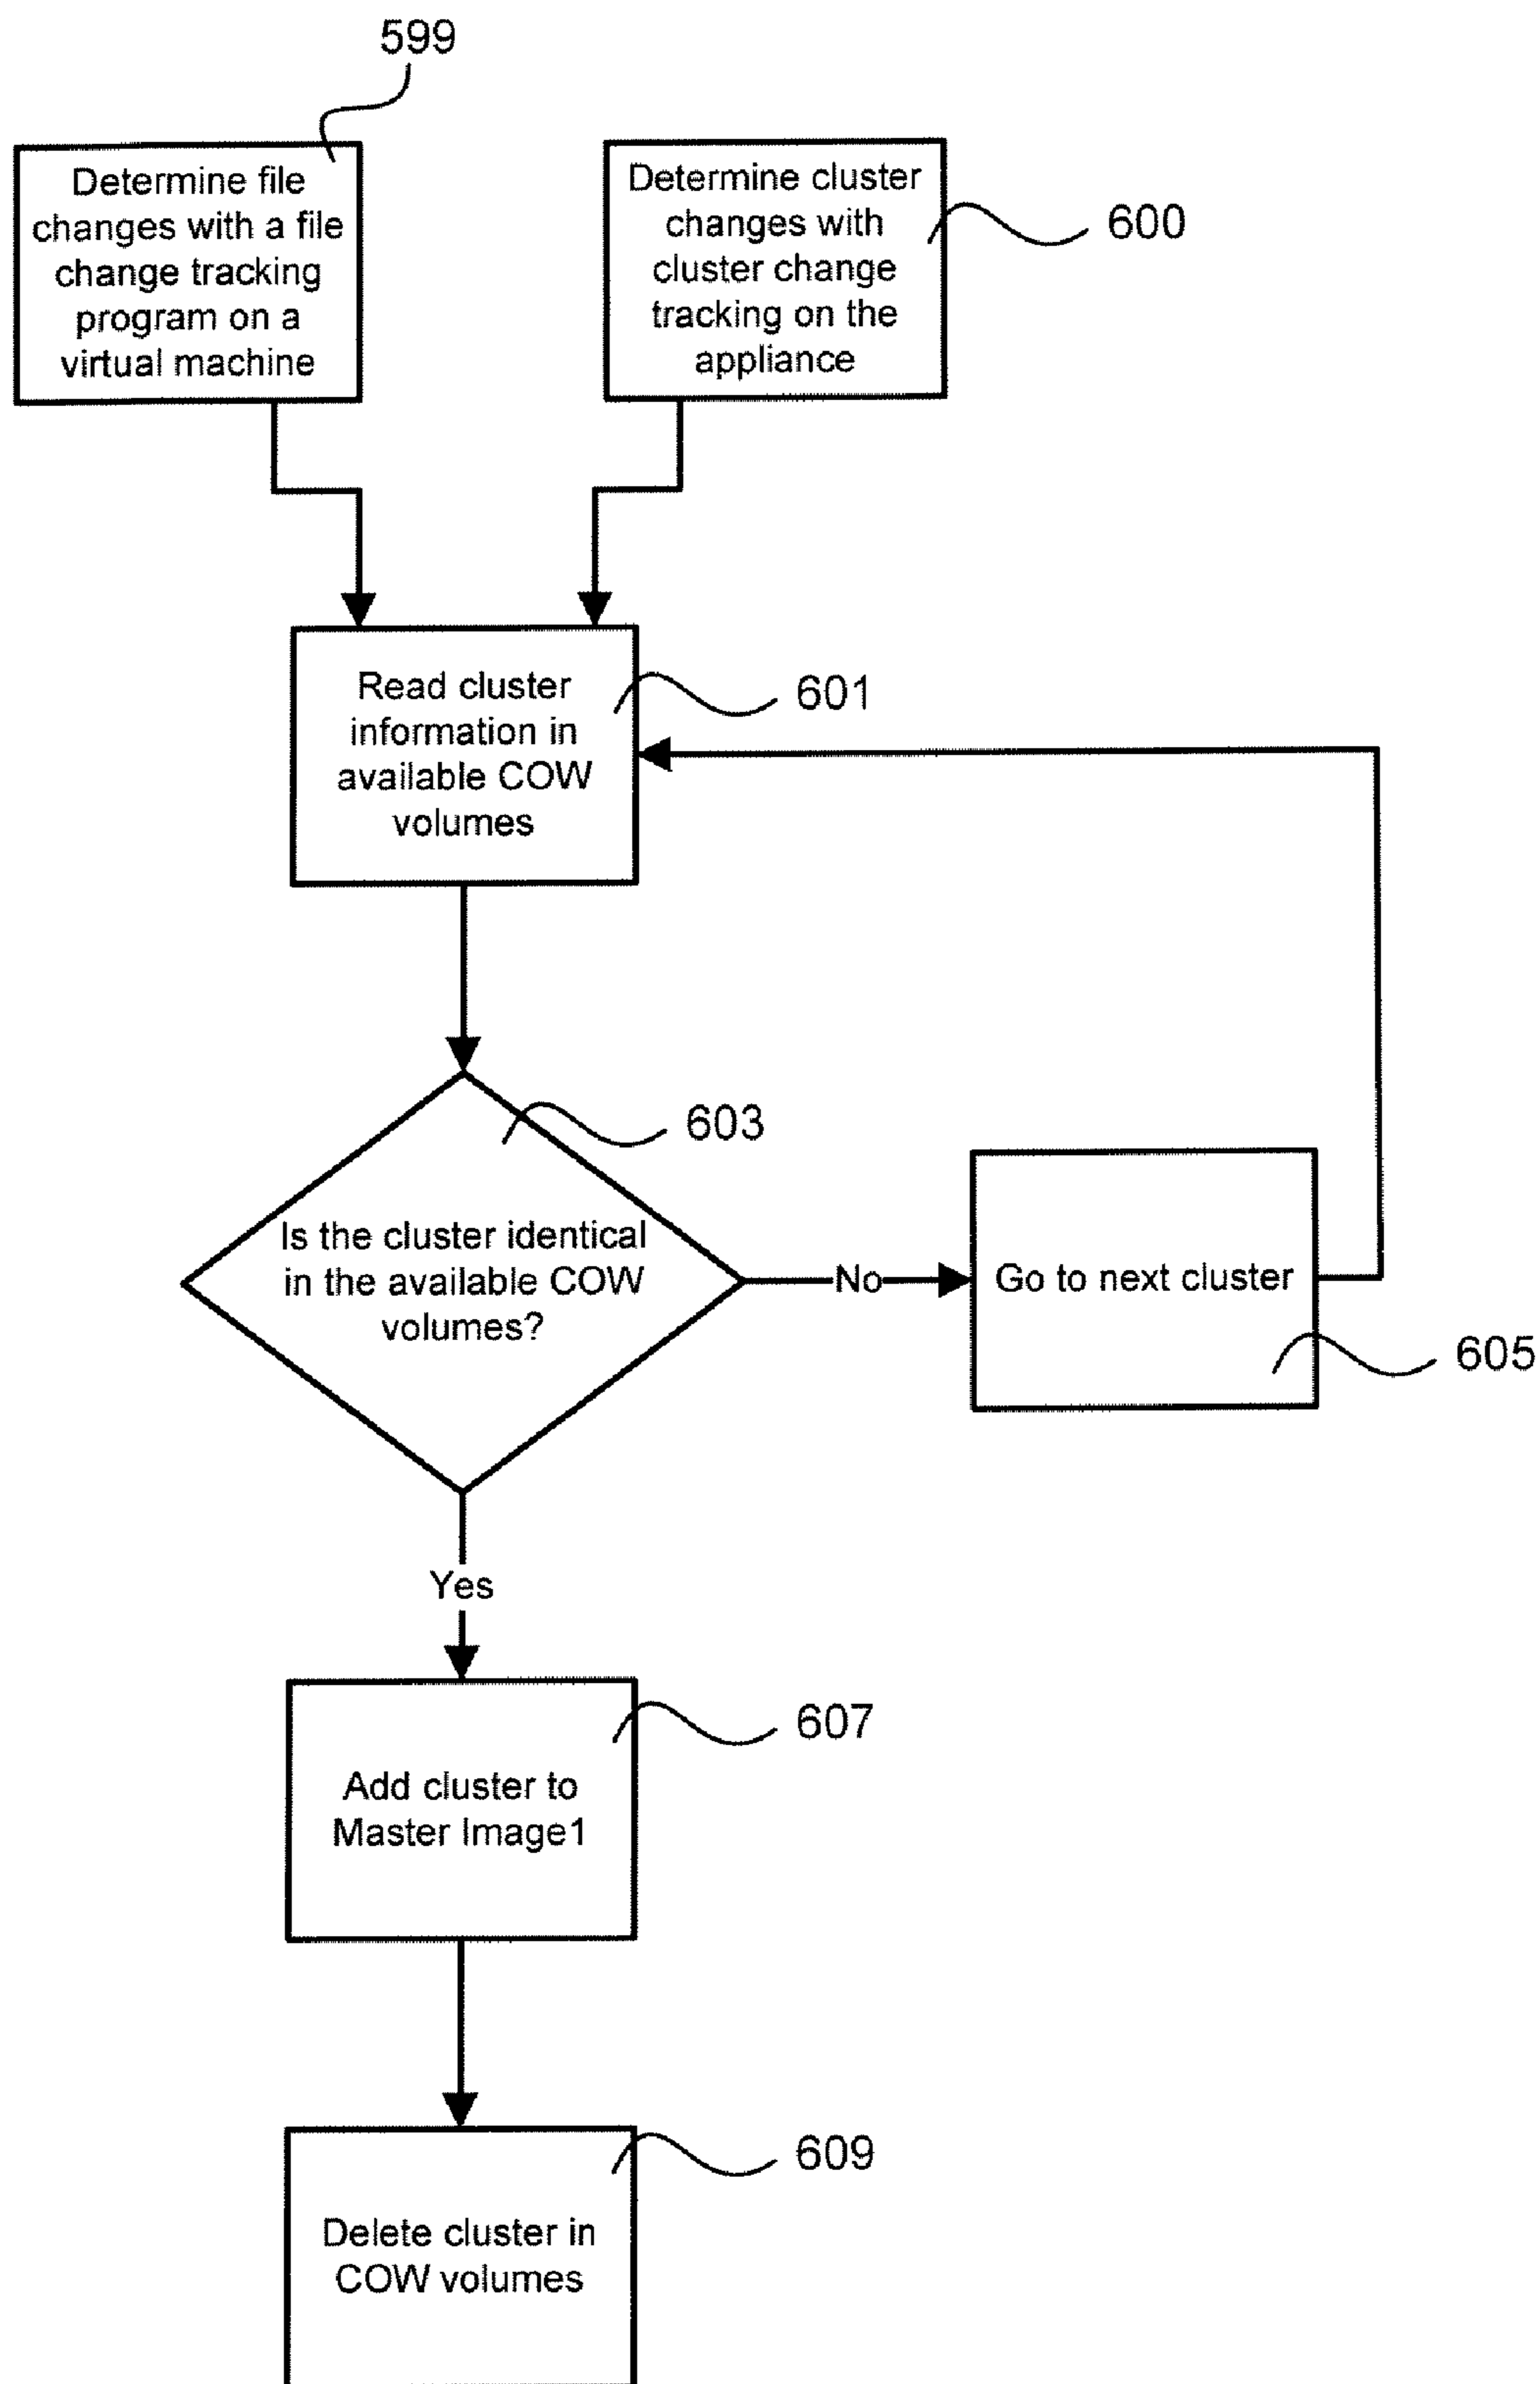 599
Determine file
changes with a file
change tracking
program on a
virtual machine
Determine cluster
changes with
cluster change
tracking on the
appliance
600
Read cluster
information in
available COW
volumes
601
603
Is the cluster identical
in the available COW
volumes?
No
Go to next cluster
605
Yes
607
Add cluster to
Master Image1
609
Delete cluster in
COW volumes